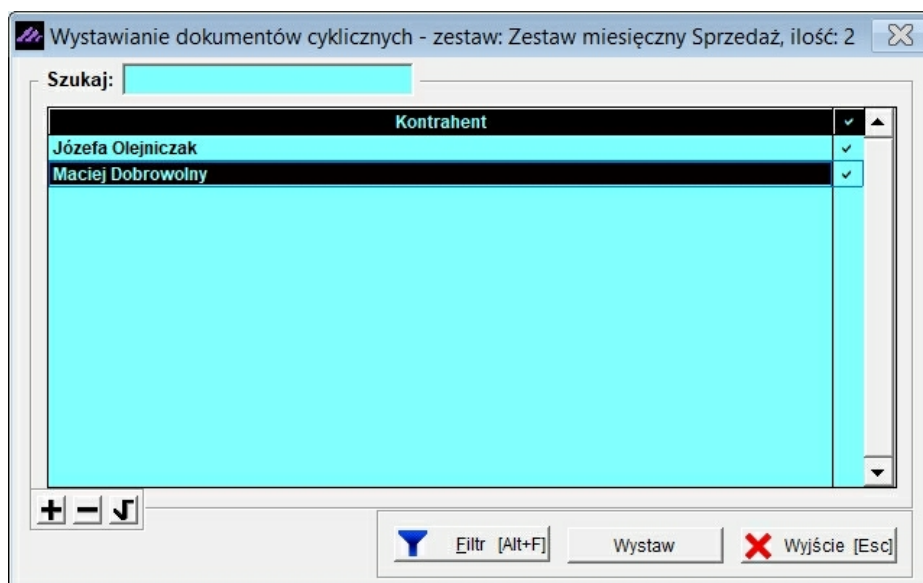 Wystawianie dokumentów cyklicznych - zestaw: Zestaw miesięczny Sprzedaż, ilość: 2
Szukaj:
Kontrahent
Józefa Olejniczak
Maciej Dobrowolny
Filtr [Alt+F]
Wystaw
Wyjście [Esc]